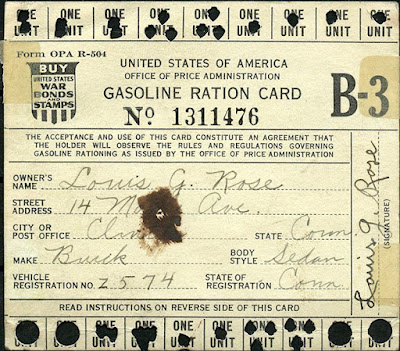 ONE UNIT ONE UNIT ONE UNIT ONE UNIT ONE UNIT ONE UNIT ONE UNIT
Form OPA R-504
BUY
UNITED STATES
WAR
BONDS
AND
STAMPS
UNITED STATES OF AMERICA
OFFICE OF PRICE ADMINISTRATION
GASOLINE RATION CARD
No 1311476
B-3
THE ACCEPTANCE AND USE OF THIS CARD CONSTITUTE AN AGREEMENT THAT
THE HOLDER WILL OBSERVE THE RULES AND REGULATIONS GOVERNING
GASOLINE RATIONING AS ISSUED BY THE OFFICE OF PRICE ADMINISTRATION
OWNER'S NAME Louis G. Rose
STREET ADDRESS 14 Ave.
CITY OR POST OFFICE STATE Conn
MAKE Buick BODY STYLE Sedan
VEHICLE REGISTRATION NO. Z574 STATE OF REGISTRATION Conn
Louis G. Rose
(SIGNATURE)
READ INSTRUCTIONS ON REVERSE SIDE OF THIS CARD
ONE UNIT ONE UNIT ONE UNIT ONE UNIT ONE UNIT ONE UNIT ONE UNIT